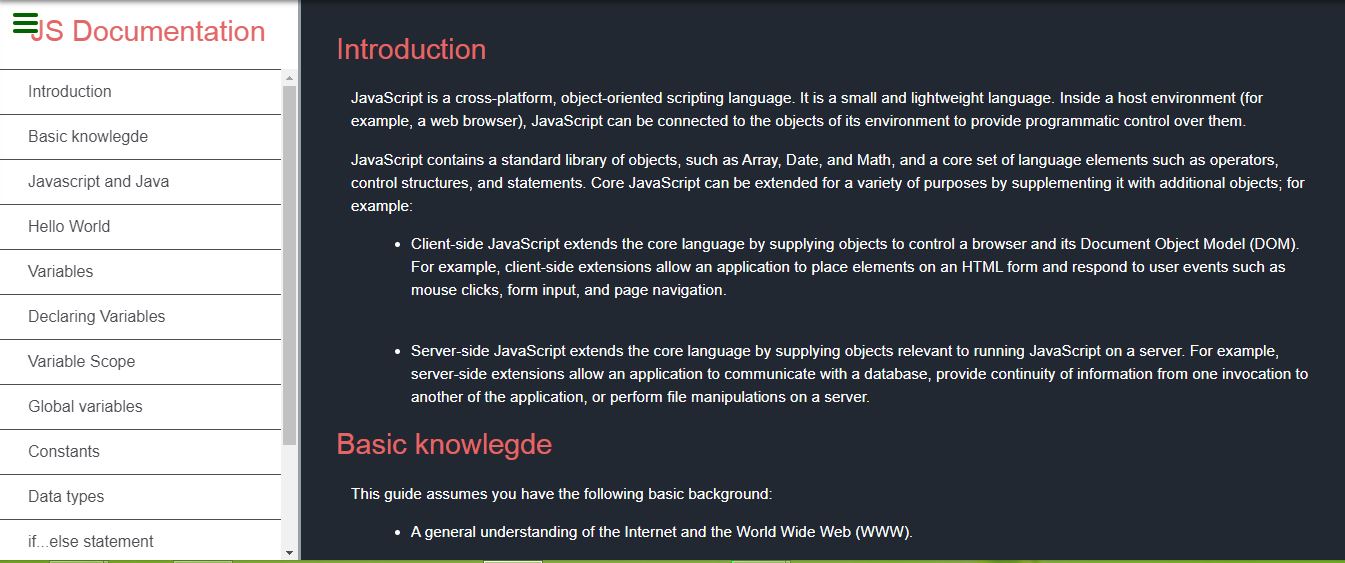 JS Documentation
Introduction
Basic knowlegde
Javascript and Java
Hello World
Variables
Declaring Variables
Variable Scope
Global variables
Constants
Data types
if...else statement
Introduction
JavaScript is a cross-platform, object-oriented scripting language. It is a small and lightweight language. Inside a host environment (for
example, a web browser), JavaScript can be connected to the objects of its environment to provide programmatic control over them.
JavaScript contains a standard library of objects, such as Array, Date, and Math, and a core set of language elements such as operators,
control structures, and statements. Core JavaScript can be extended for a variety of purposes by supplementing it with additional objects; for
example:
• Client-side JavaScript extends the core language by supplying objects to control a browser and its Document Object Model (DOM).
For example, client-side extensions allow an application to place elements on an HTML form and respond to user events such as
mouse clicks, form input, and page navigation.
• Server-side JavaScript extends the core language by supplying objects relevant to running JavaScript on a server. For example,
server-side extensions allow an application to communicate with a database, provide continuity of information from one invocation to
another of the application, or perform file manipulations on a server.
Basic knowlegde
This guide assumes you have the following basic background:
• A general understanding of the Internet and the World Wide Web (WWW).